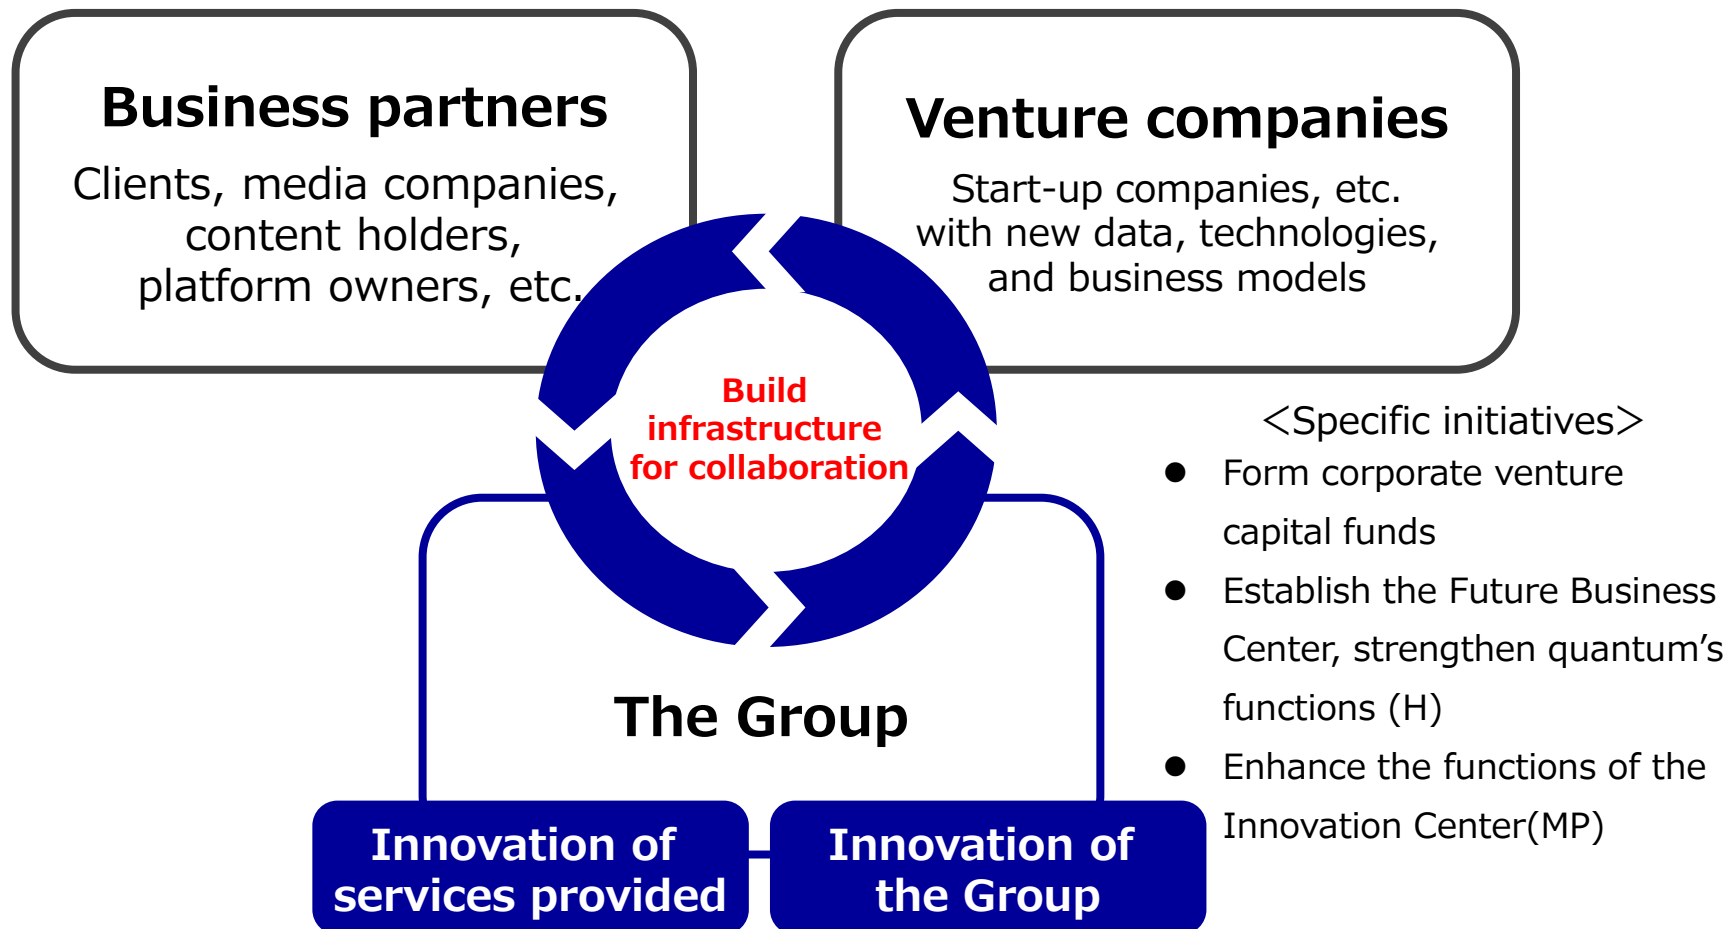 Business partners
Clients, media companies,
content holders,
platform owners, etc.
Venture companies
Start-up companies, etc.
with new data, technologies,
and business models
Build
infrastructure
for collaboration
The Group
Innovation of
services provided
Innovation of
the Group
＜Specific initiatives＞
● Form corporate venture
capital funds
● Establish the Future Business
Center, strengthen quantum’s
functions (H)
● Enhance the functions of the
Innovation Center(MP)